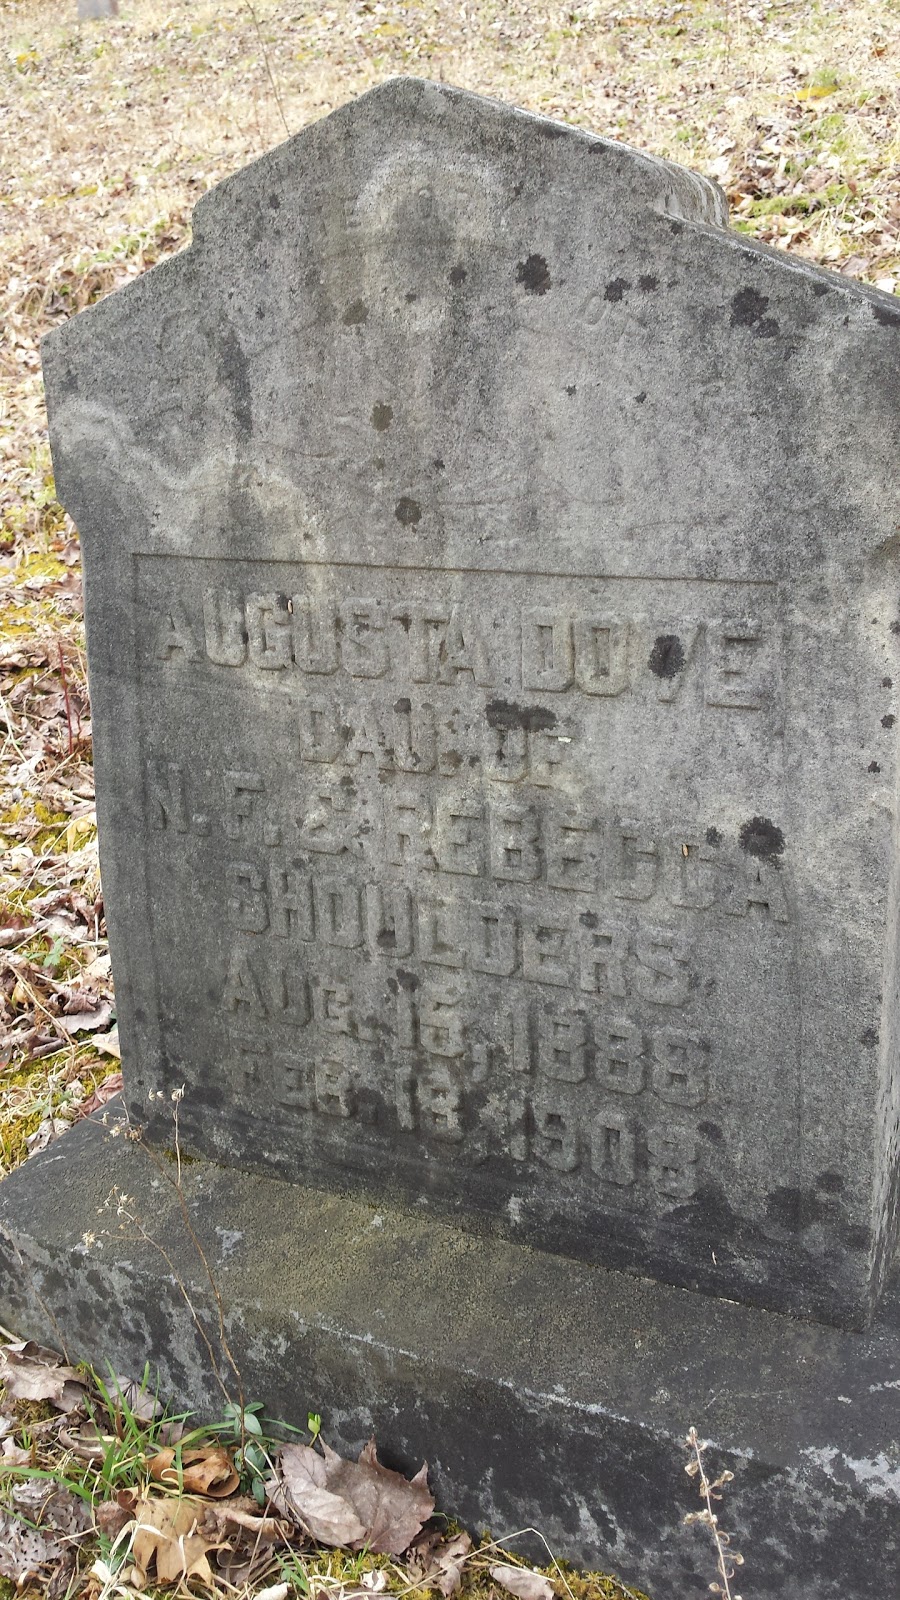 AUGUSTA DOVE
DAU. OF
N. F. & REBECCA
SHOULDERS
AUG. 15, 1888
FEB. 18, 1908